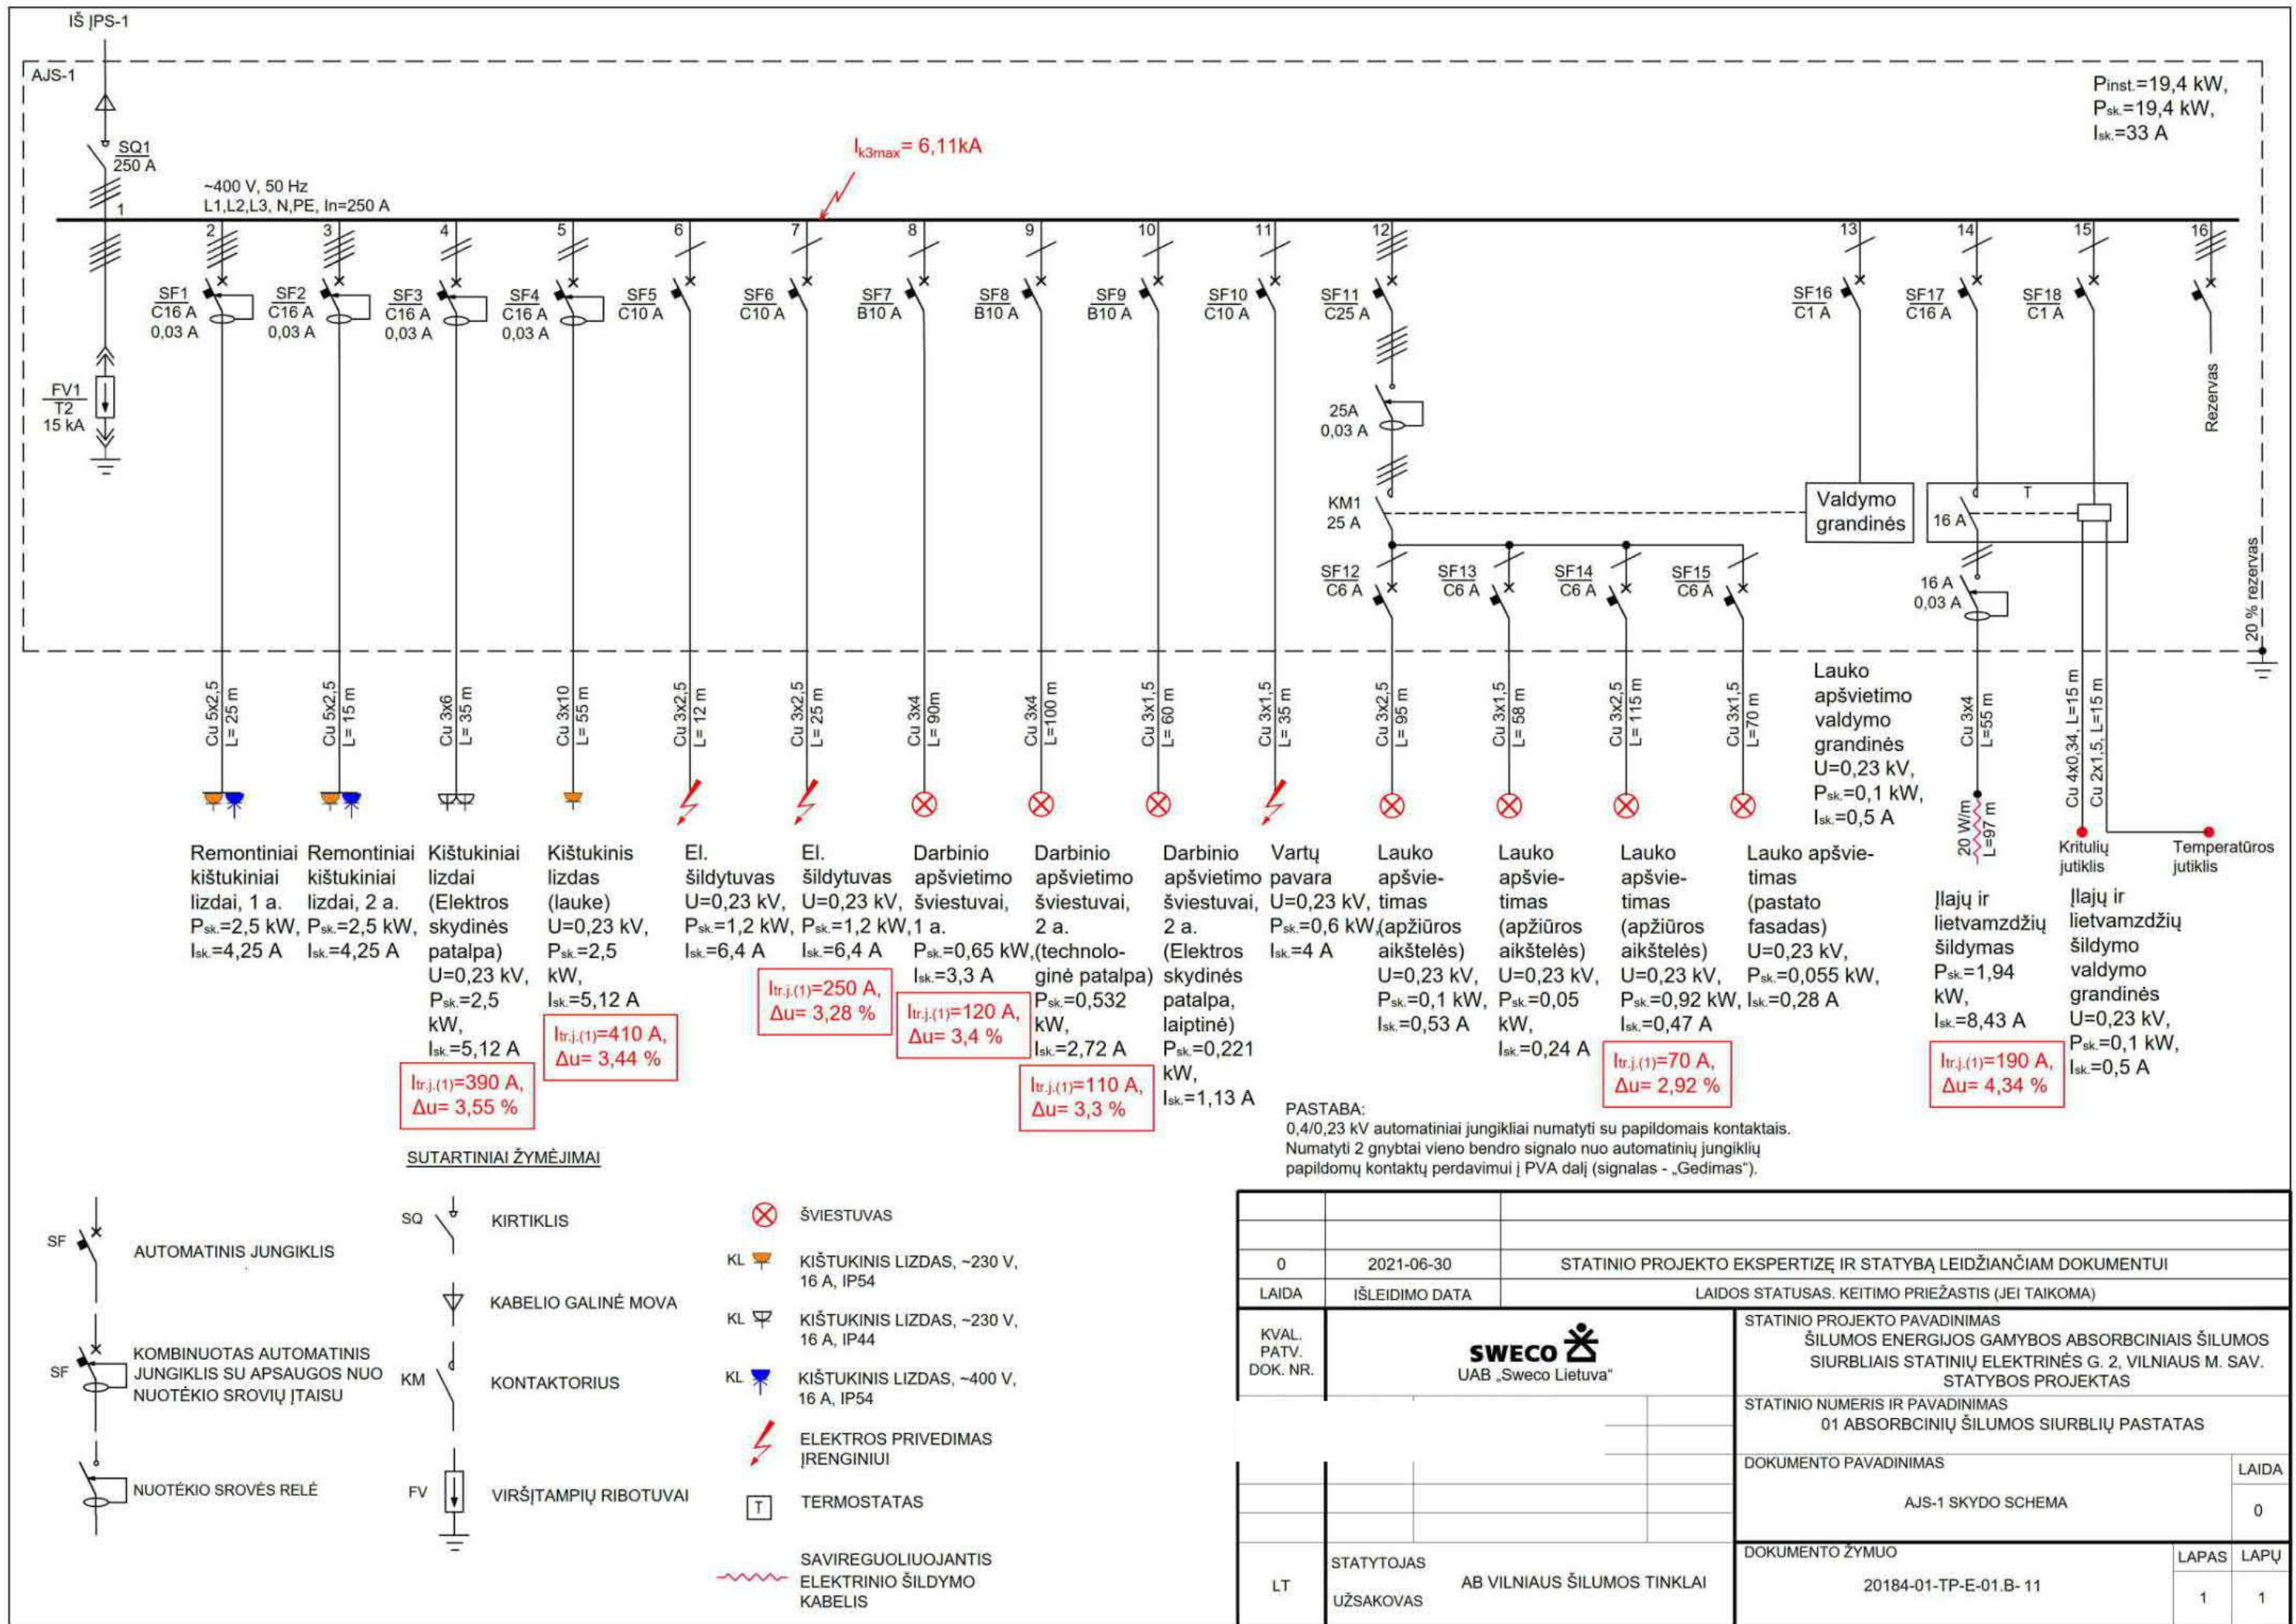 IŠ ĮPS-1
AJS-1
SQ1
250 A
~400 V, 50 Hz
L1,L2,L3, N,PE, In=250 A
Ik3max= 6,11kA
Pinst.=19,4 kW,
Psk.=19,4 kW,
Isk.=33 A
1
2
3
4
5
6
7
8
9
10
11
12
13
14
15
16
FV1
T2
15 kA
SF1
C16 A
0,03 A
SF2
C16 A
0,03 A
SF3
C16 A
0,03 A
SF4
C16 A
0,03 A
SF5
C10 A
SF6
C10 A
SF7
B10 A
SF8
B10 A
SF9
B10 A
SF10
C10 A
SF11
C25 A
25A
0,03 A
KM1
25 A
SF12
C6 A
SF13
C6 A
SF14
C6 A
SF15
C6 A
SF16
C1 A
SF17
C16 A
SF18
C1 A
Rezervas
Valdymo
grandinės
T
16 A
16 A
0,03 A
20 % rezervas
Cu 5x2,5
L= 25 m
Cu 5x2,5
L= 15 m
Cu 3x6
L= 35 m
Cu 3x10
L= 55 m
Cu 3x2,5
L= 12 m
Cu 3x2,5
L= 25 m
Cu 3x4
L= 90m
Cu 3x4
L=100 m
Cu 3x1,5
L= 60 m
Cu 3x1,5
L= 35 m
Cu 3x2,5
L= 95 m
Cu 3x1,5
L= 58 m
Cu 3x2,5
L= 115 m
Cu 3x1,5
L=70 m
Lauko
apšvietimo
valdymo
grandinės
U=0,23 kV,
Psk.=0,1 kW,
Isk.=0,5 A
Cu 3x4
L=55 m
20 W/m
L=97 m
Cu 4x0,34, L=15 m
Cu 2x1,5, L=15 m
Kritulių
jutiklis
Temperatūros
jutiklis
Remontiniai
kištukiniai
lizdai, 1 a.
Psk.=2,5 kW,
Isk.=4,25 A
Remontiniai
kištukiniai
lizdai, 2 a.
Psk.=2,5 kW,
Isk.=4,25 A
Kištukiniai
lizdai
(Elektros
skydinės
patalpa)
U=0,23 kV,
Psk.=2,5
kW,
Isk.=5,12 A
Itr.j.(1)=390 A,
Δu= 3,55 %
Kištukinis
lizdas
(lauke)
U=0,23 kV,
Psk.=2,5
kW,
Isk.=5,12 A
Itr.j.(1)=410 A,
Δu= 3,44 %
El.
šildytuvas
U=0,23 kV,
Psk.=1,2 kW,
Isk.=6,4 A
El.
šildytuvas
U=0,23 kV,
Psk.=1,2 kW,
Isk.=6,4 A
Itr.j.(1)=250 A,
Δu= 3,28 %
Darbinio
apšvietimo
šviestuvai,
1 a.
Psk.=0,65 kW,
Isk.=3,3 A
Itr.j.(1)=120 A,
Δu= 3,4 %
Darbinio
apšvietimo
šviestuvai,
2 a.
(technolo-
ginė patalpa)
Psk.=0,532
kW,
Isk.=2,72 A
Itr.j.(1)=110 A,
Δu= 3,3 %
Darbinio
apšvietimo
šviestuvai,
2 a.
(Elektros
skydinės
patalpa,
laiptinė)
Psk.=0,221
kW,
Isk.=1,13 A
Vartų
pavara
U=0,23 kV,
Psk.=0,6 kW,
Isk.=4 A
Lauko
apšvie-
timas
(apžiūros
aikštelės)
U=0,23 kV,
Psk.=0,1 kW,
Isk.=0,53 A
Lauko
apšvie-
timas
(apžiūros
aikštelės)
U=0,23 kV,
Psk.=0,05
kW,
Isk.=0,24 A
Lauko
apšvie-
timas
(apžiūros
aikštelės)
U=0,23 kV,
Psk.=0,92 kW,
Isk.=0,47 A
Itr.j.(1)=70 A,
Δu= 2,92 %
Lauko apšvie-
timas
(pastato
fasadas)
U=0,23 kV,
Psk.=0,055 kW,
Isk.=0,28 A
Įlajų ir
lietvamzdžių
šildymas
Psk.=1,94
kW,
Isk.=8,43 A
Itr.j.(1)=190 A,
Δu= 4,34 %
Įlajų ir
lietvamzdžių
šildymo
valdymo
grandinės
U=0,23 kV,
Psk.=0,1 kW,
Isk.=0,5 A
PASTABA:
0,4/0,23 kV automatiniai jungikliai numatyti su papildomais kontaktais.
Numatyti 2 gnybtai vieno bendro signalo nuo automatinių jungiklių
papildomų kontaktų perdavimui į PVA dalį (signalas - „Gedimas“).
SUTARTINIAI ŽYMĖJIMAI
SF
AUTOMATINIS JUNGIKLIS
SF
KOMBINUOTAS AUTOMATINIS
JUNGIKLIS SU APSAUGOS NUO
NUOTĖKIO SROVIŲ ĮTAISU
NUOTĖKIO SROVĖS RELĖ
SQ
KIRTIKLIS
KABELIO GALINĖ MOVA
KM
KONTAKTORIUS
FV
VIRŠĮTAMPIŲ RIBOTUVAI
ŠVIESTUVAS
KL
KIŠTUKINIS LIZDAS, ~230 V,
16 A, IP54
KL
KIŠTUKINIS LIZDAS, ~230 V,
16 A, IP44
KL
KIŠTUKINIS LIZDAS, ~400 V,
16 A, IP54
ELEKTROS PRIVEDIMAS
ĮRENGINIUI
T
TERMOSTATAS
SAVIREGULIUOJANTIS
ELEKTRINIO ŠILDYMO
KABELIS
0
2021-06-30
STATINIO PROJEKTO EKSPERTIZĘ IR STATYBĄ LEIDŽIANČIAM DOKUMENTUI
LAIDA
IŠLEIDIMO DATA
LAIDOS STATUSAS. KEITIMO PRIEŽASTIS (JEI TAIKOMA)
KVAL.
PATV.
DOK. NR.
SWECO
UAB „Sweco Lietuva“
STATINIO PROJEKTO PAVADINIMAS
ŠILUMOS ENERGIJOS GAMYBOS ABSORBCINIAIS ŠILUMOS
SIURBLIAIS STATINIŲ ELEKTRINĖS G. 2, VILNIAUS M. SAV.
STATYBOS PROJEKTAS
STATINIO NUMERIS IR PAVADINIMAS
01 ABSORBCINIŲ ŠILUMOS SIURBLIŲ PASTATAS
DOKUMENTO PAVADINIMAS
LAIDA
AJS-1 SKYDO SCHEMA
0
LT
STATYTOJAS
UŽSAKOVAS
AB VILNIAUS ŠILUMOS TINKLAI
DOKUMENTO ŽYMUO
20184-01-TP-E-01.B- 11
LAPAS
LAPŲ
1
1